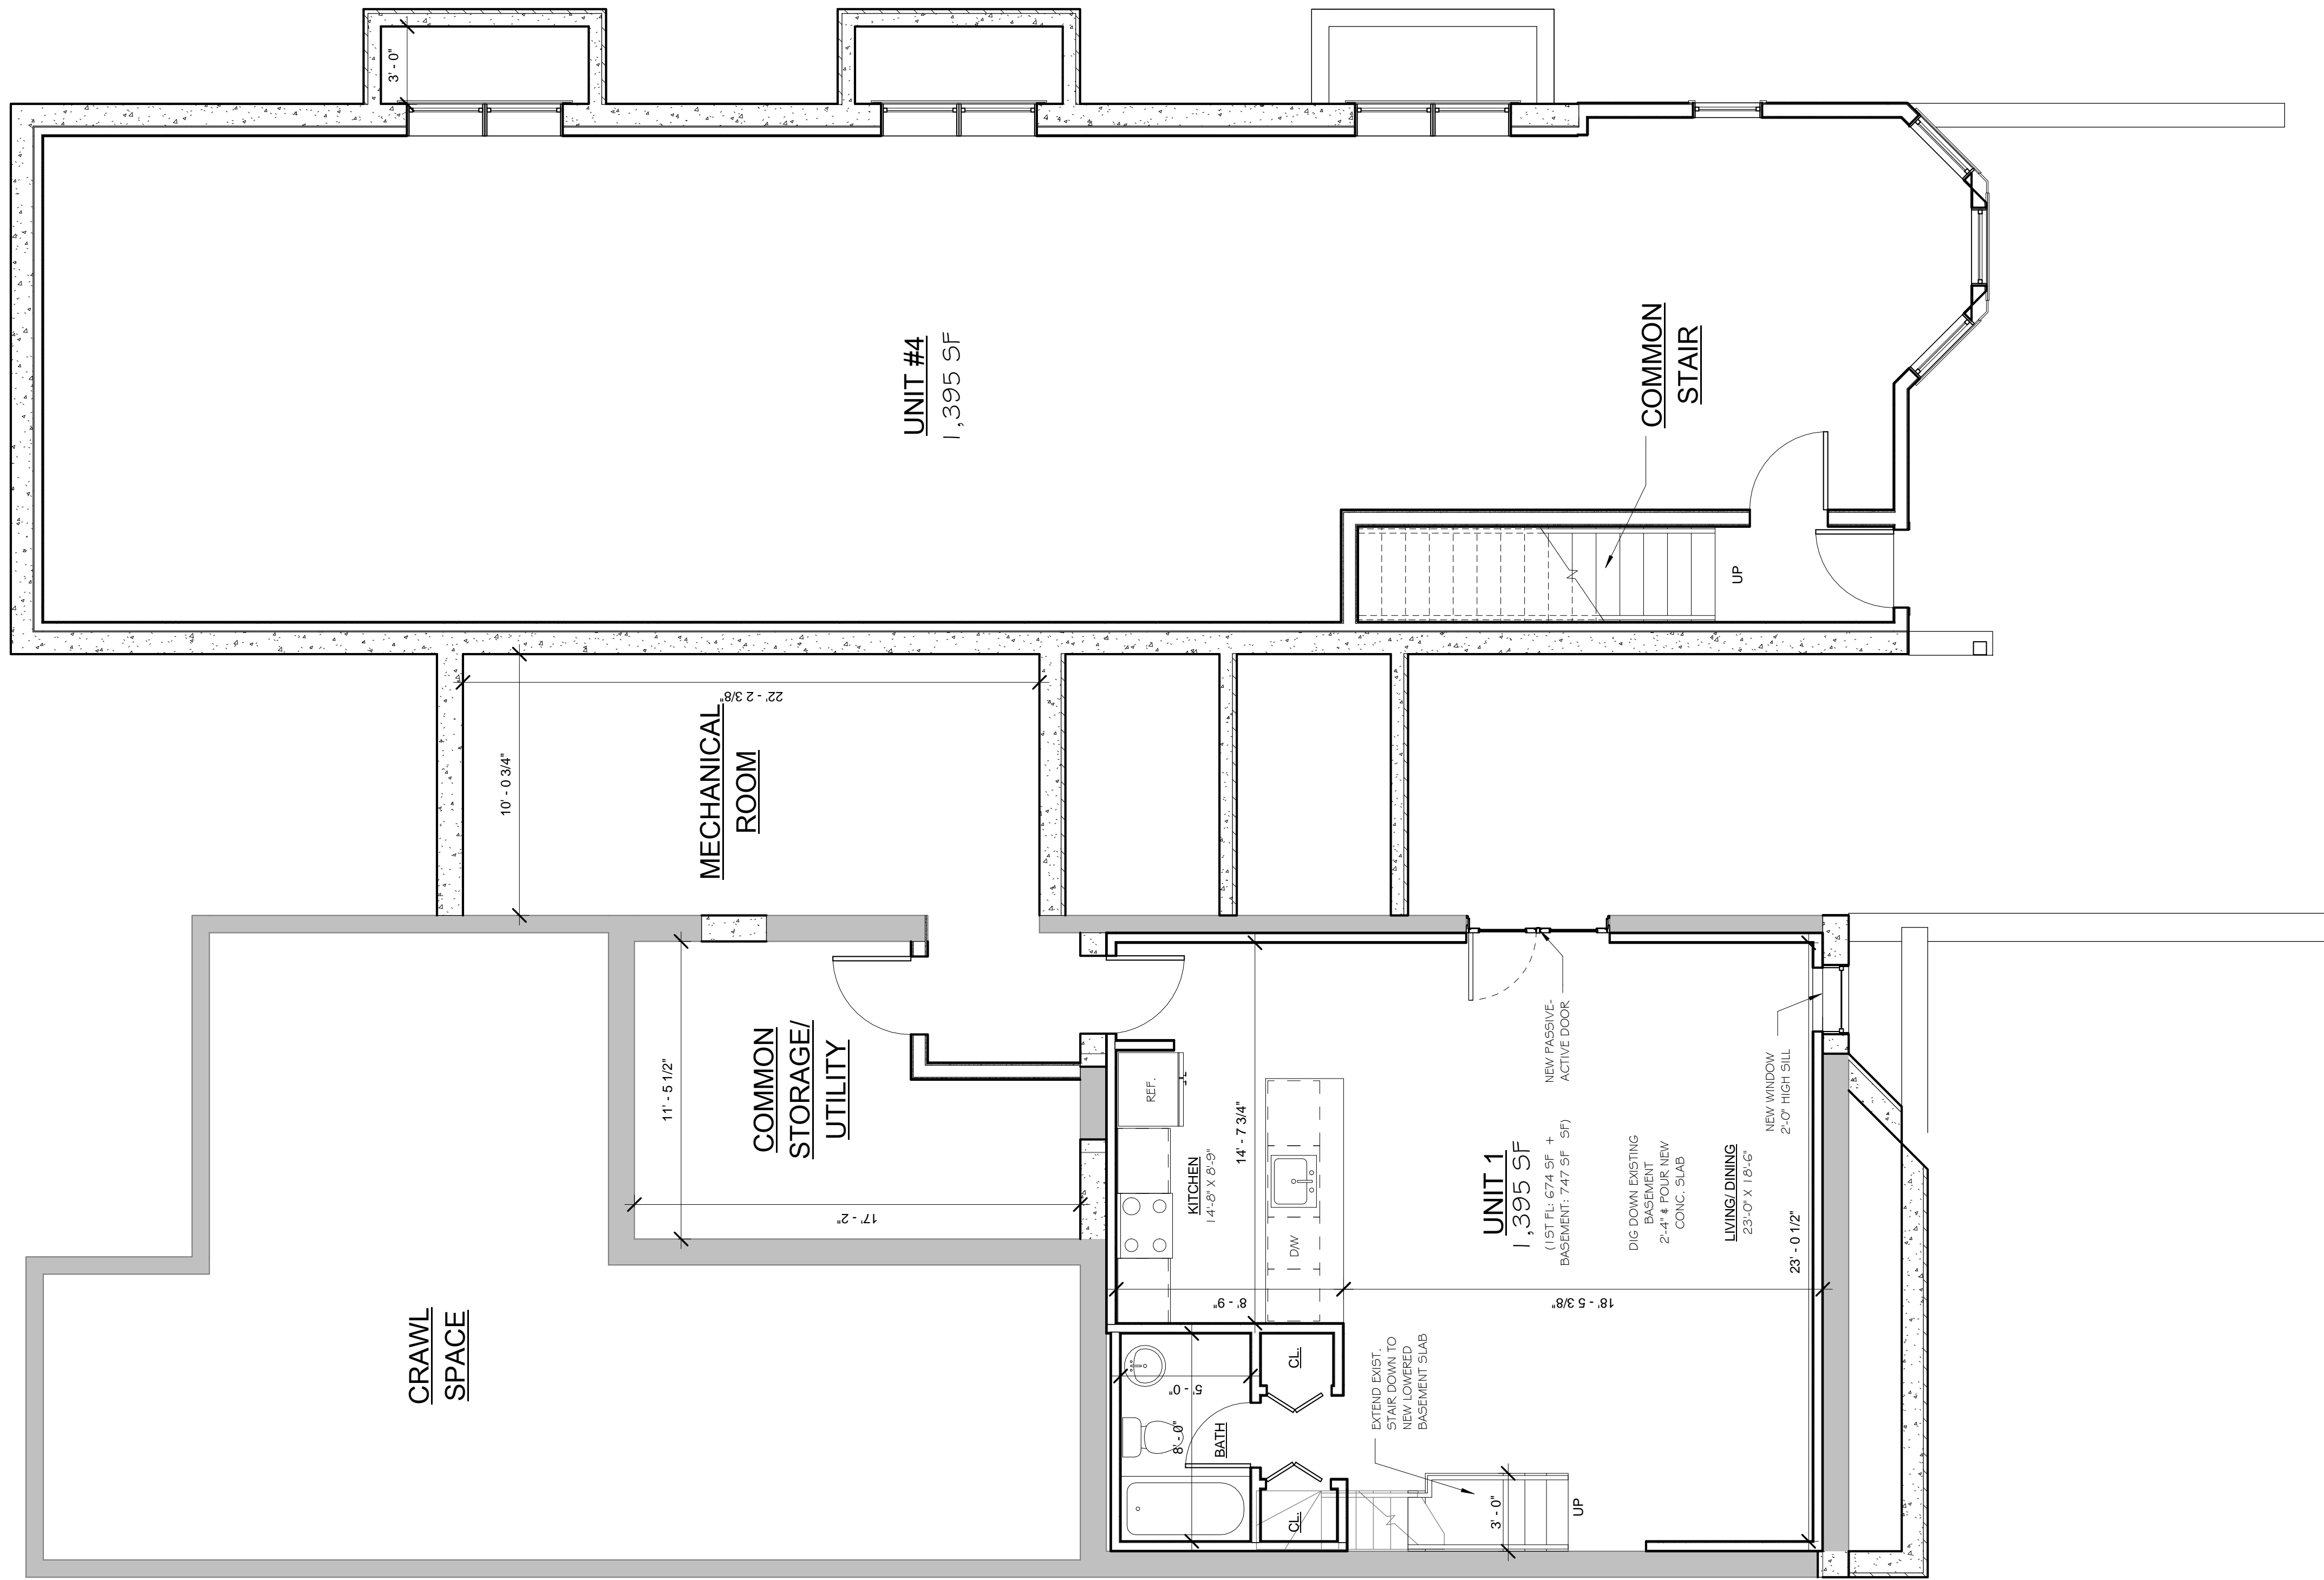 3' - 0"
UNIT #4
1,395 SF
COMMON
STAIR
UP
22' - 2 3/8"
10' - 0 3/4"
MECHANICAL
ROOM
11' - 5 1/2"
COMMON
STORAGE/
UTILITY
17' - 2"
CRAWL
SPACE
REF.
KITCHEN
14'-8" X 8'-9"
14' - 7 3/4"
D/W
8' - 9"
NEW PASSIVE-
ACTIVE DOOR
UNIT 1
1,395 SF
(1ST FL: 674 SF +
BASEMENT: 747 SF SF)
DIG DOWN EXISTING
BASEMENT
2'-4" & POUR NEW
CONC. SLAB
LIVING/ DINING
23'-0" X 18'-6"
NEW WINDOW
2'-0" HIGH SILL
23' - 0 1/2"
18' - 5 3/8"
5' - 0"
8' - 0"
BATH
CL.
CL.
EXTEND EXIST.
STAIR DOWN TO
NEW LOWERED
BASEMENT SLAB
3' - 0"
UP